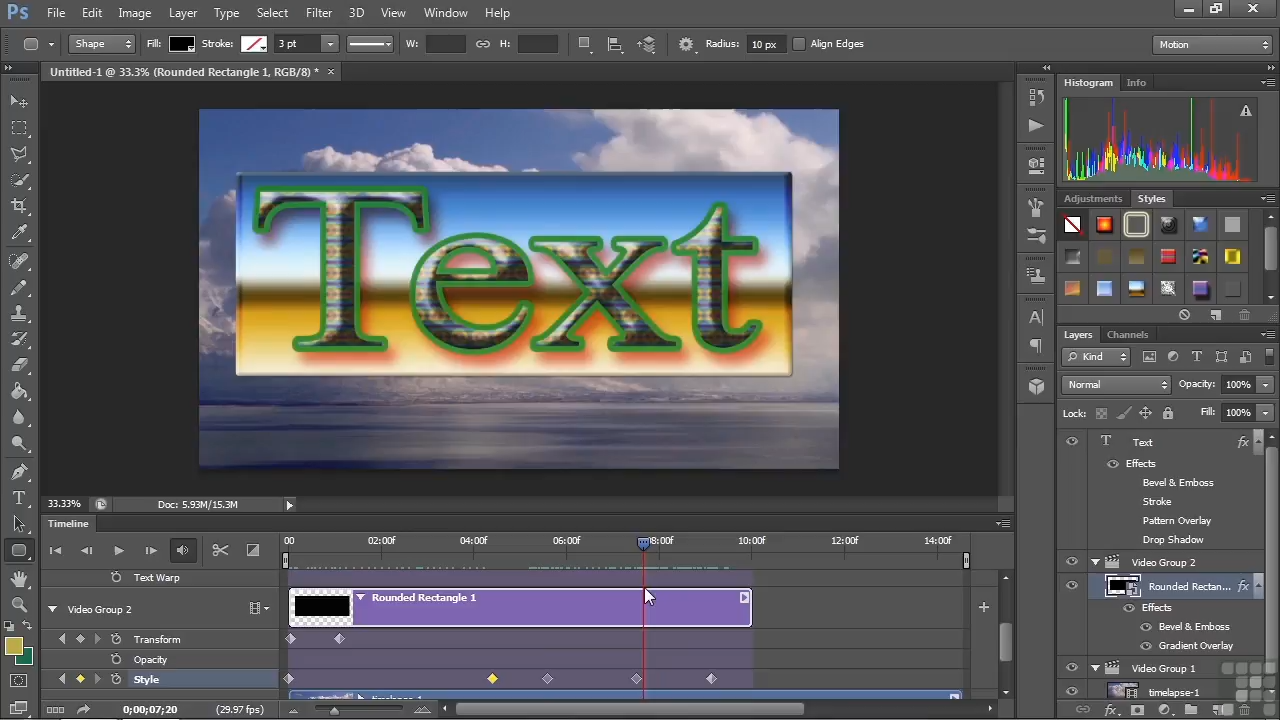 Ps File Edit Image Layer Type Select Filter 3D View Window Help
Shape Fill: Stroke: 3 pt W: H: Radius: 10 px Align Edges Motion
Untitled-1 @ 33.3% (Rounded Rectangle 1, RGB/8) * ×
Histogram Info
Text
Adjustments Styles
Layers Channels
Kind
Normal Opacity: 100%
Lock: Fill: 100%
T Text fx
Effects
Bevel & Emboss
Stroke
Pattern Overlay
Drop Shadow
Video Group 2
Rounded Rectan... fx
Effects
Bevel & Emboss
Gradient Overlay
Video Group 1
timelapse-1
33.33% Doc: 5.93M/15.3M
Timeline
00 02:00f 04:00f 06:00f 08:00f 10:00f 12:00f 14:00f
Text Warp
Video Group 2 Rounded Rectangle 1
Transform
Opacity
Style
timelapse-1
0;00;07;20 (29.97 fps)